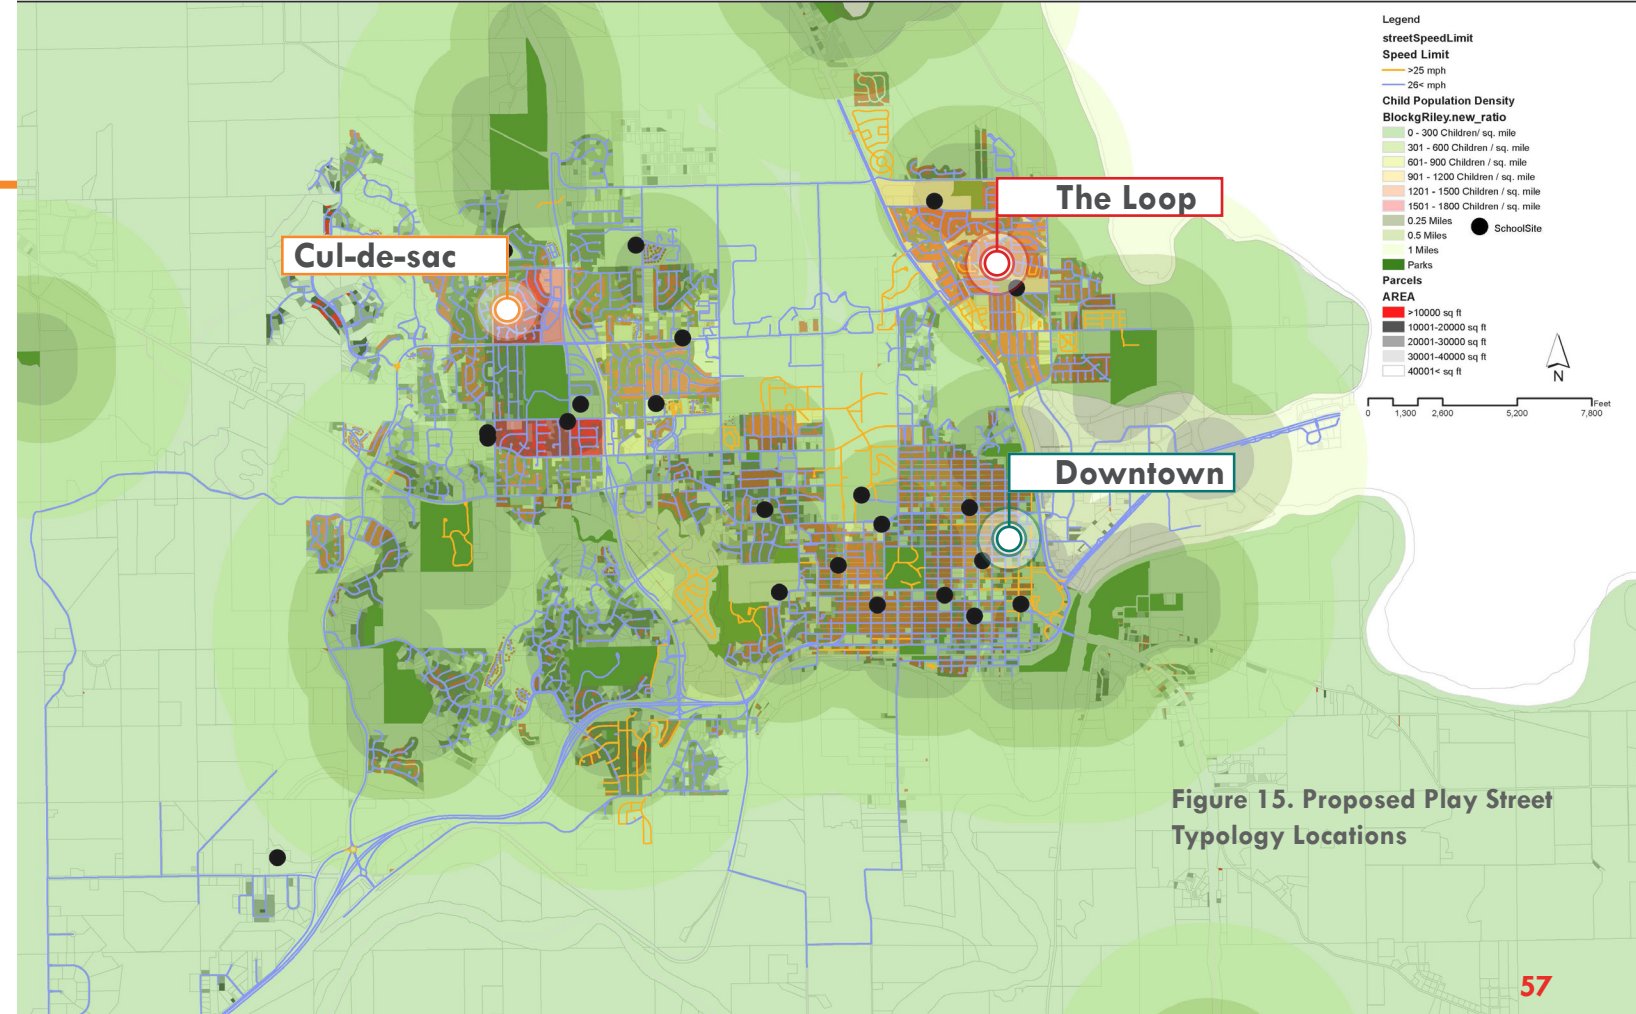 Legend
streetSpeedLimit
Speed Limit
>25 mph
26< mph
Child Population Density
BlockgRiley.new_ratio
0 - 300 Children/ sq. mile
301 - 600 Children / sq. mile
601- 900 Children / sq. mile
901 - 1200 Children / sq. mile
1201 - 1500 Children / sq. mile
1501 - 1800 Children / sq. mile
0.25 Miles
SchoolSite
0.5 Miles
1 Miles
Parks
Parcels
AREA
>10000 sq ft
10001-20000 sq ft
20001-30000 sq ft
30001-40000 sq ft
40001< sq ft
N
Feet
0 1,300 2,600 5,200 7,800
The Loop
Cul-de-sac
Downtown
Figure 15. Proposed Play Street
Typology Locations
57